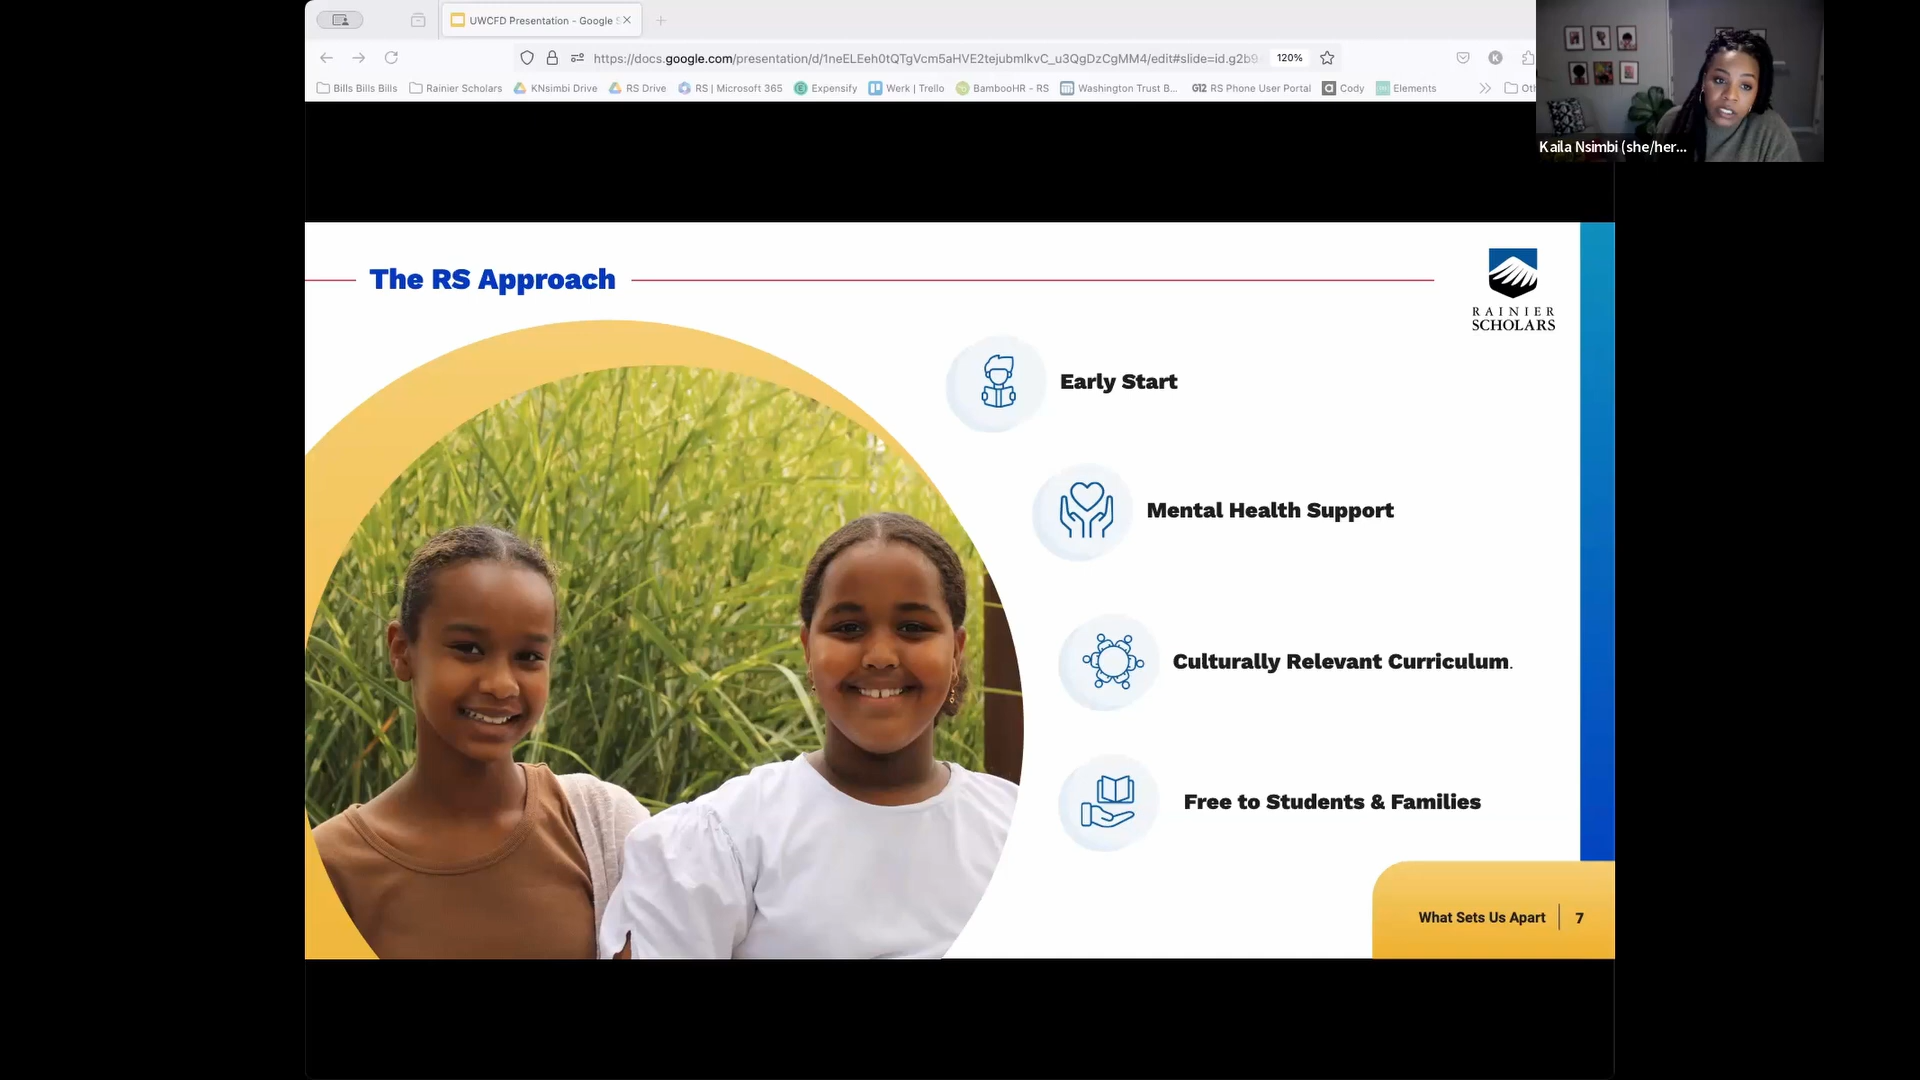 UWCFD Presentation - Google S
https://docs.google.com/presentation/d/1neELEeh0tQTgVcm5aHVE2tejubmlkvC_u3QgDzCgMM4/edit#slide=id.g2b9
120%
K
Bills Bills Bills
Rainier Scholars
KNsimbi Drive
RS Drive
RS | Microsoft 365
Expensify
Werk | Trello
BambooHR - RS
Washington Trust B...
G12 RS Phone User Portal
Cody
Elements
Kaila Nsimbi (she/her...
The RS Approach
RAINIER
SCHOLARS
Early Start
Mental Health Support
Culturally Relevant Curriculum.
Free to Students & Families
What Sets Us Apart
7